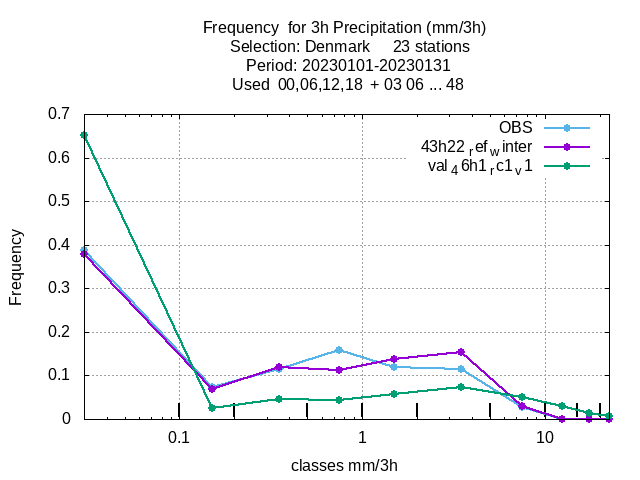 Frequency  for 3h Precipitation (mm/3h)
Selection: Denmark     23 stations
Period: 20230101-20230131
Used  00,06,12,18  + 03 06 ... 48
0.7
0.6
0.5
0.4
0.3
0.2
0.1
0
Frequency
OBS
43h22refwinter
val46h1rc1v1
0.1
1
10
classes mm/3h